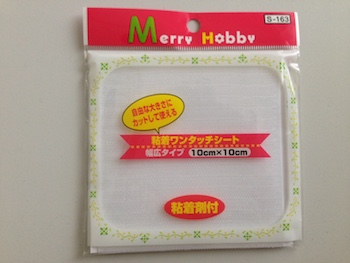 Merry Hobby
S-163
自由な大きさに
カットして使える
粘着ワンタッチシート
幅広タイプ 10cm×10cm
粘着剤付